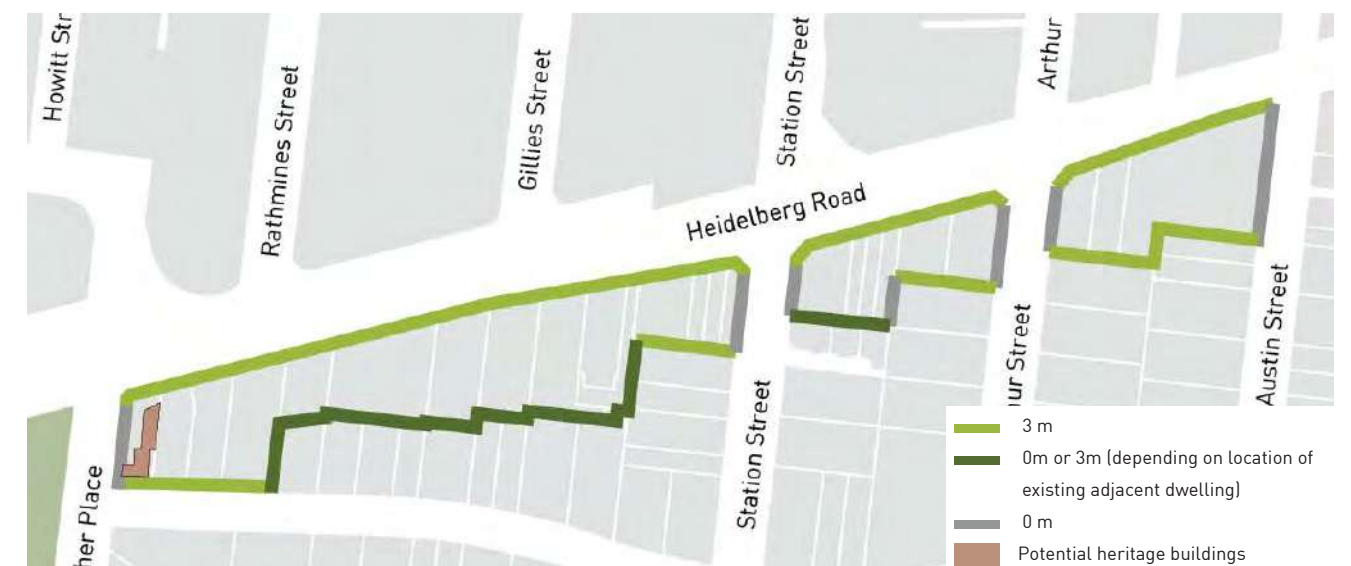 Howitt Str
Rathmines Street
Gillies Street
Station Street
Arthur
Heidelberg Road
her Place
Station Street
ur Street
Austin Street
3 m
0m or 3m (depending on location of
existing adjacent dwelling)
0 m
Potential heritage buildings